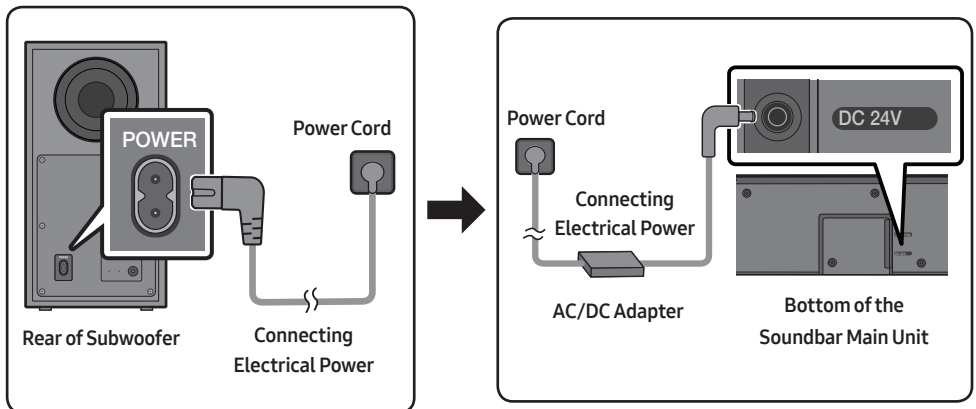 POWER
Power Cord
Rear of Subwoofer
Connecting
Electrical Power
Power Cord
DC 24V
Connecting
Electrical Power
AC/DC Adapter
Bottom of the
Soundbar Main Unit